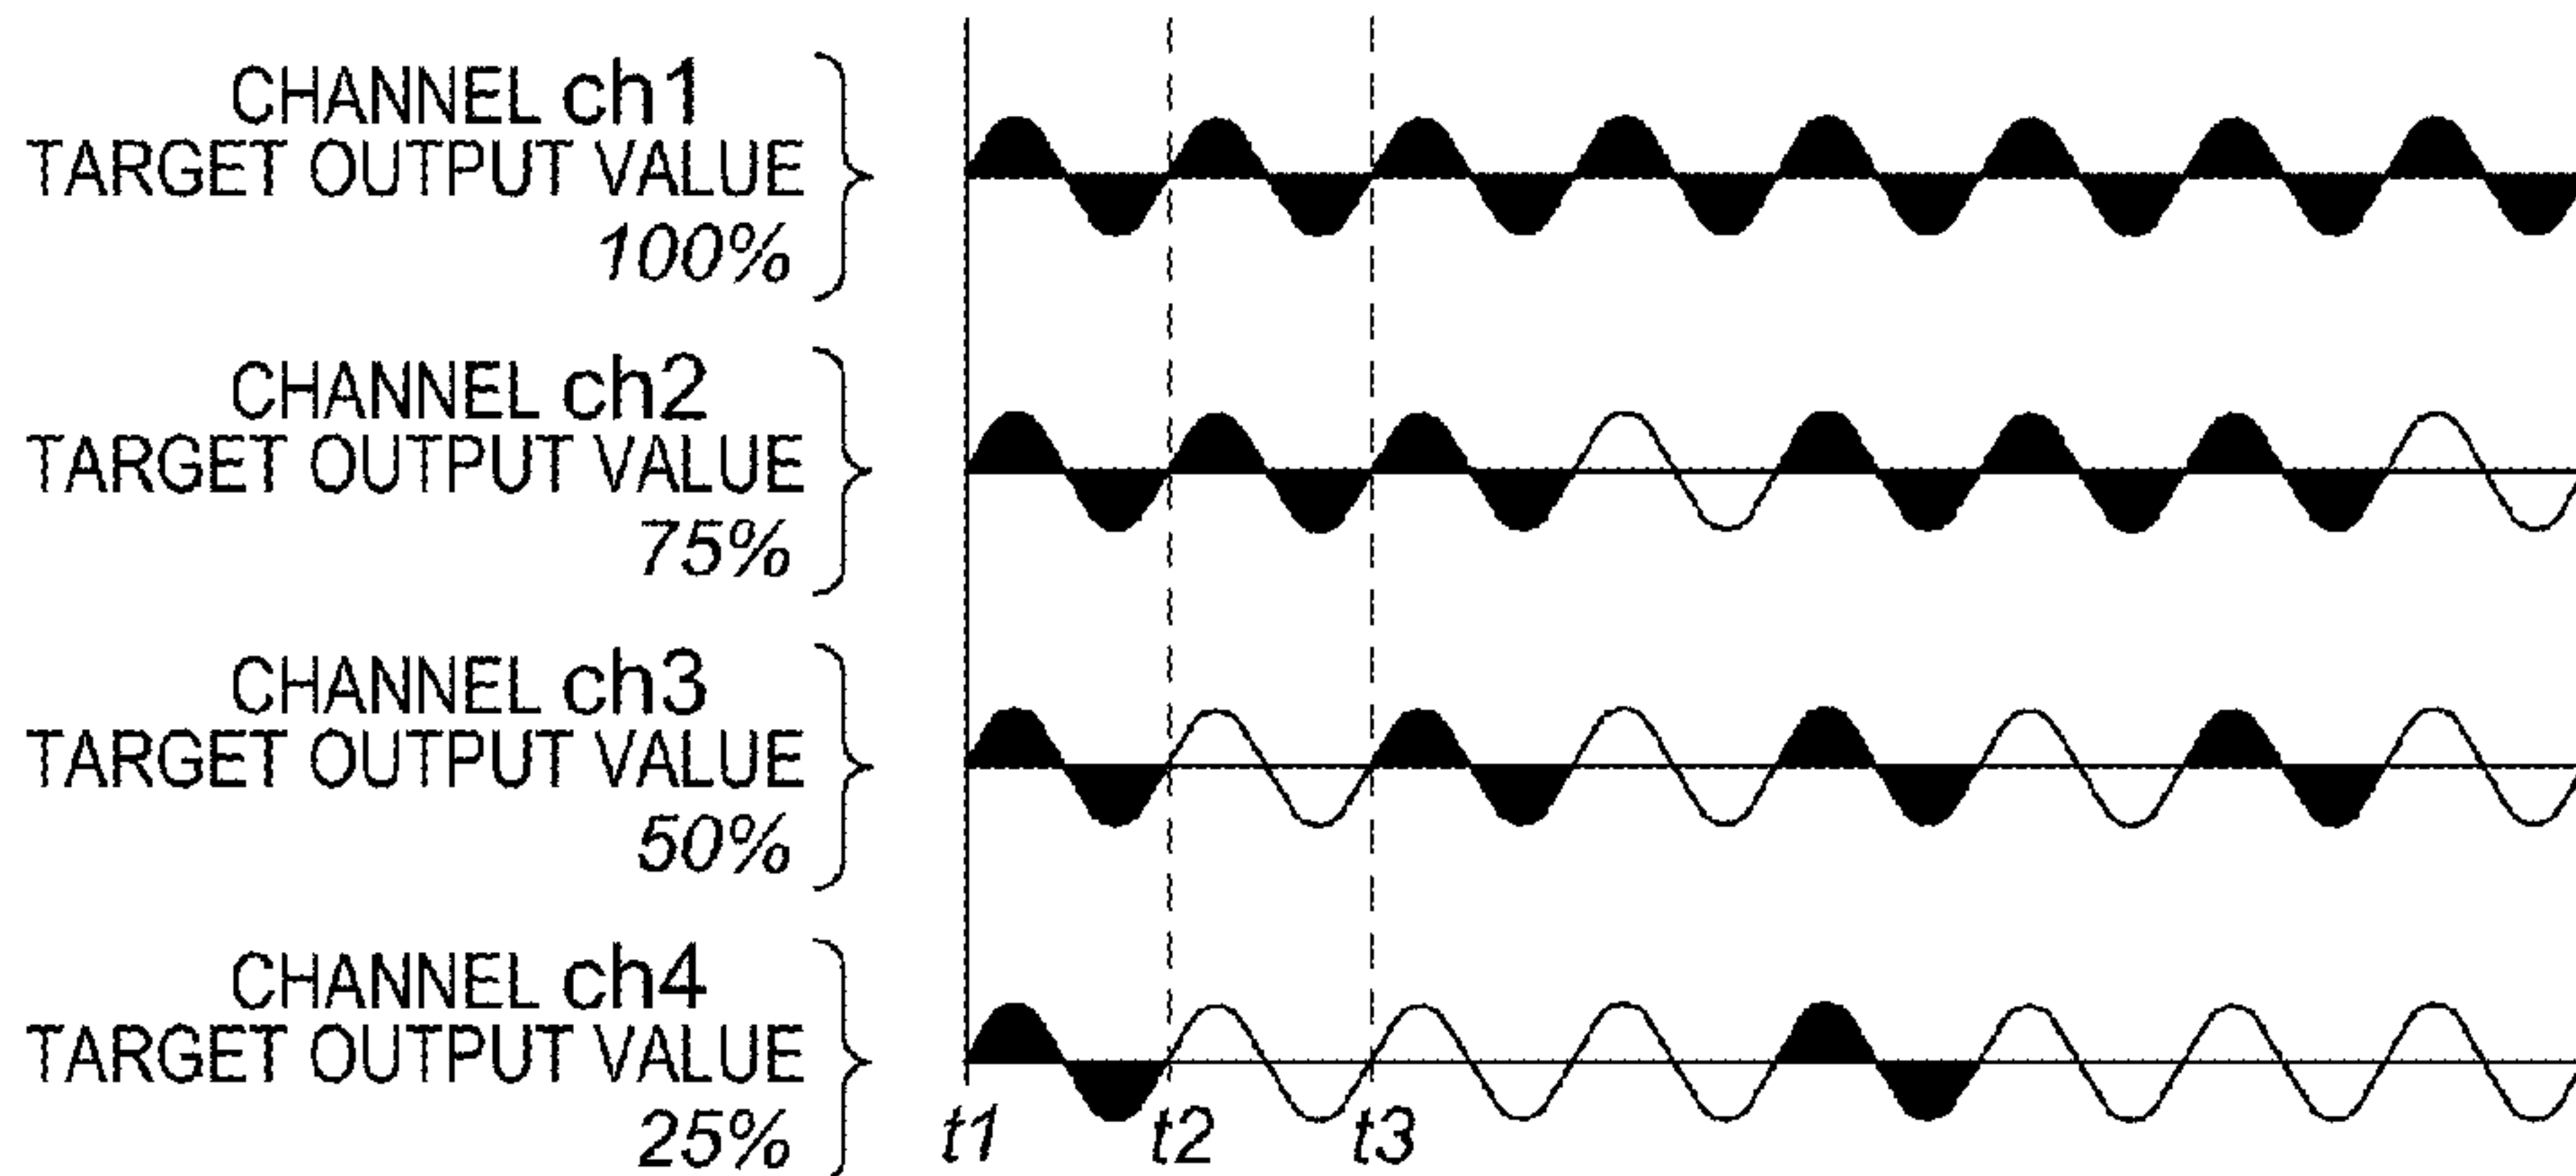 CHANNEL ch1
TARGET OUTPUT VALUE
100%
CHANNEL ch2
TARGET OUTPUT VALUE
75%
CHANNEL ch3
TARGET OUTPUT VALUE
50%
CHANNEL ch4
TARGET OUTPUT VALUE
25%
t1 t2 t3